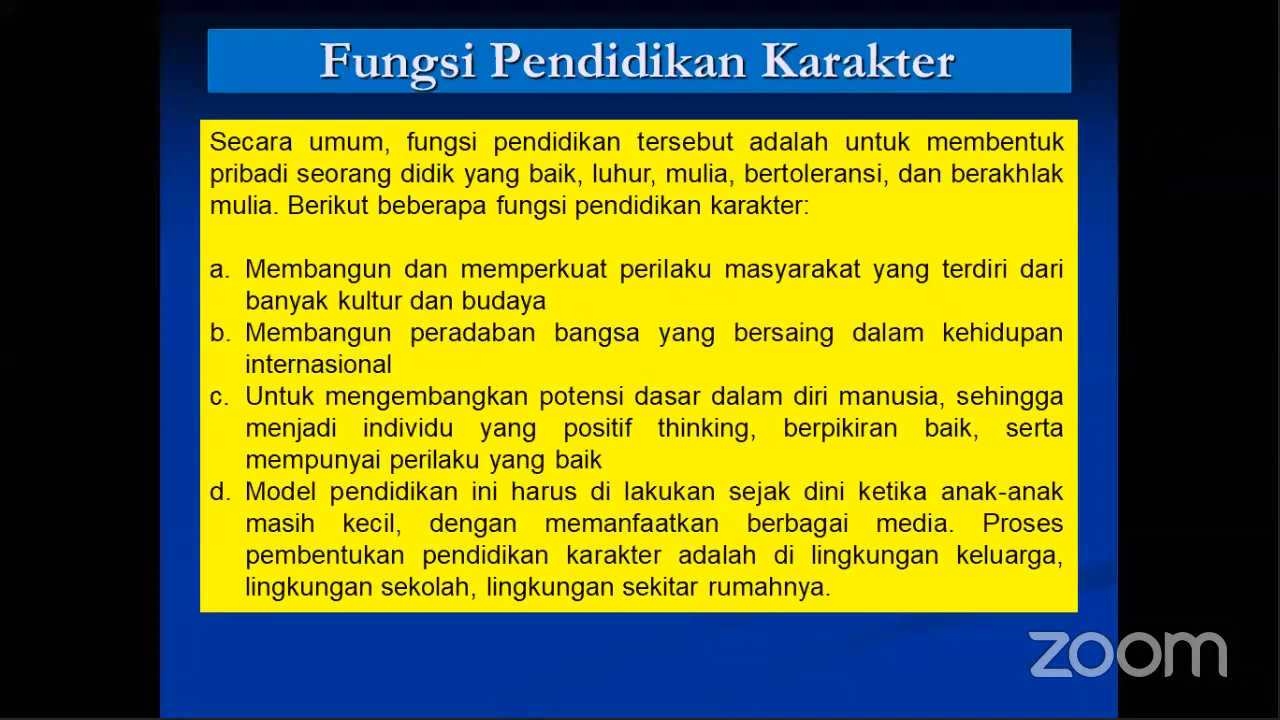 Fungsi Pendidikan Karakter
Secara umum, fungsi pendidikan tersebut adalah untuk membentuk
pribadi seorang didik yang baik, luhur, mulia, bertoleransi, dan berakhlak
mulia. Berikut beberapa fungsi pendidikan karakter:
a. Membangun dan memperkuat perilaku masyarakat yang terdiri dari
banyak kultur dan budaya
b. Membangun peradaban bangsa yang bersaing dalam kehidupan
internasional
c. Untuk mengembangkan potensi dasar dalam diri manusia, sehingga
menjadi individu yang positif thinking, berpikiran baik, serta
mempunyai perilaku yang baik
d. Model pendidikan ini harus di lakukan sejak dini ketika anak-anak
masih kecil, dengan memanfaatkan berbagai media. Proses
pembentukan pendidikan karakter adalah di lingkungan keluarga,
lingkungan sekolah, lingkungan sekitar rumahnya.
zoom